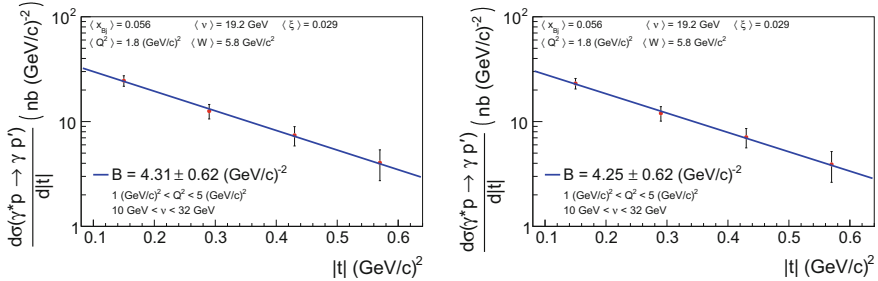 10²
⟨ x_Bj ⟩ = 0.056 ⟨ ν ⟩ = 19.2 GeV ⟨ ξ ⟩ = 0.029
⟨ Q² ⟩ = 1.8 (GeV/c)² ⟨ W ⟩ = 5.8 GeV/c²
dσ(γ*p → γ p′)
d|t|
( nb (GeV/c)⁻² )
10
B = 4.31 ± 0.62 (GeV/c)⁻²
1 (GeV/c)² < Q² < 5 (GeV/c)²
10 GeV < ν < 32 GeV
1
0.1 0.2 0.3 0.4 0.5 0.6
|t| (GeV/c)²
10²
⟨ x_Bj ⟩ = 0.056 ⟨ ν ⟩ = 19.2 GeV ⟨ ξ ⟩ = 0.029
⟨ Q² ⟩ = 1.8 (GeV/c)² ⟨ W ⟩ = 5.8 GeV/c²
dσ(γ*p → γ p′)
d|t|
( nb (GeV/c)⁻² )
10
B = 4.25 ± 0.62 (GeV/c)⁻²
1 (GeV/c)² < Q² < 5 (GeV/c)²
10 GeV < ν < 32 GeV
1
0.1 0.2 0.3 0.4 0.5 0.6
|t| (GeV/c)²